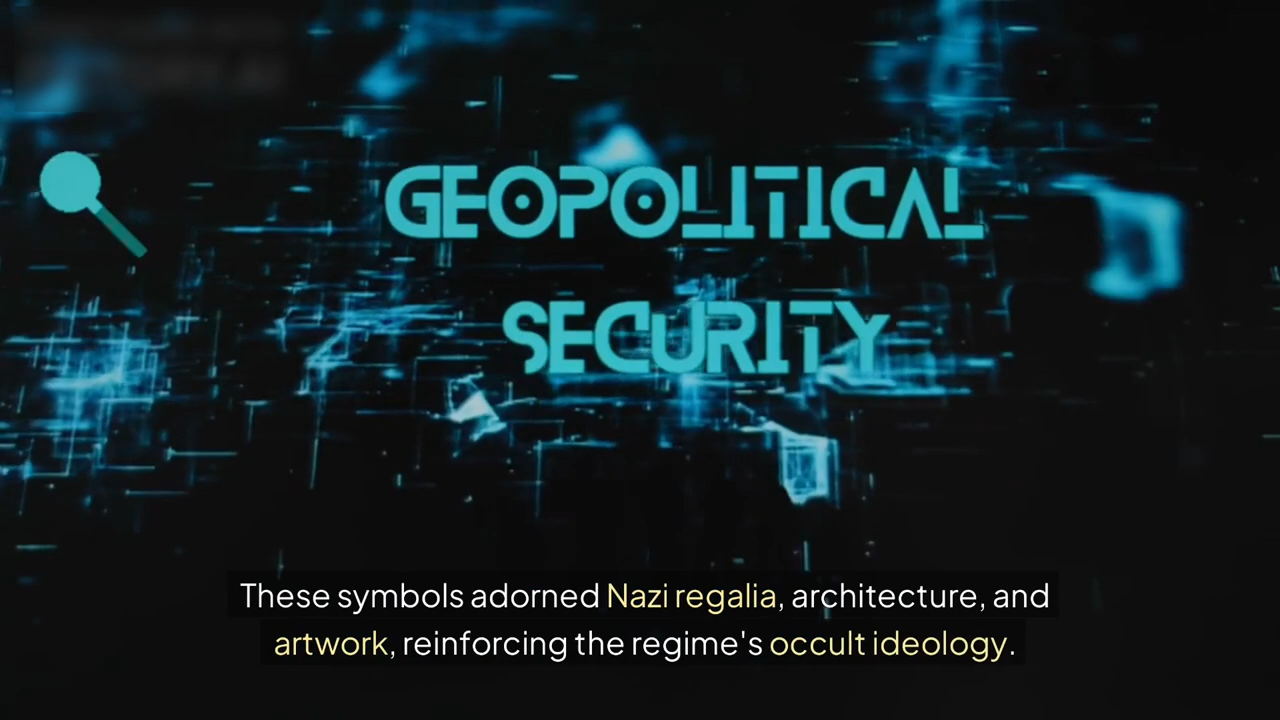 GEOPOLITICAL
SECURITY
These symbols adorned Nazi regalia, architecture, and
artwork, reinforcing the regime's occult ideology.